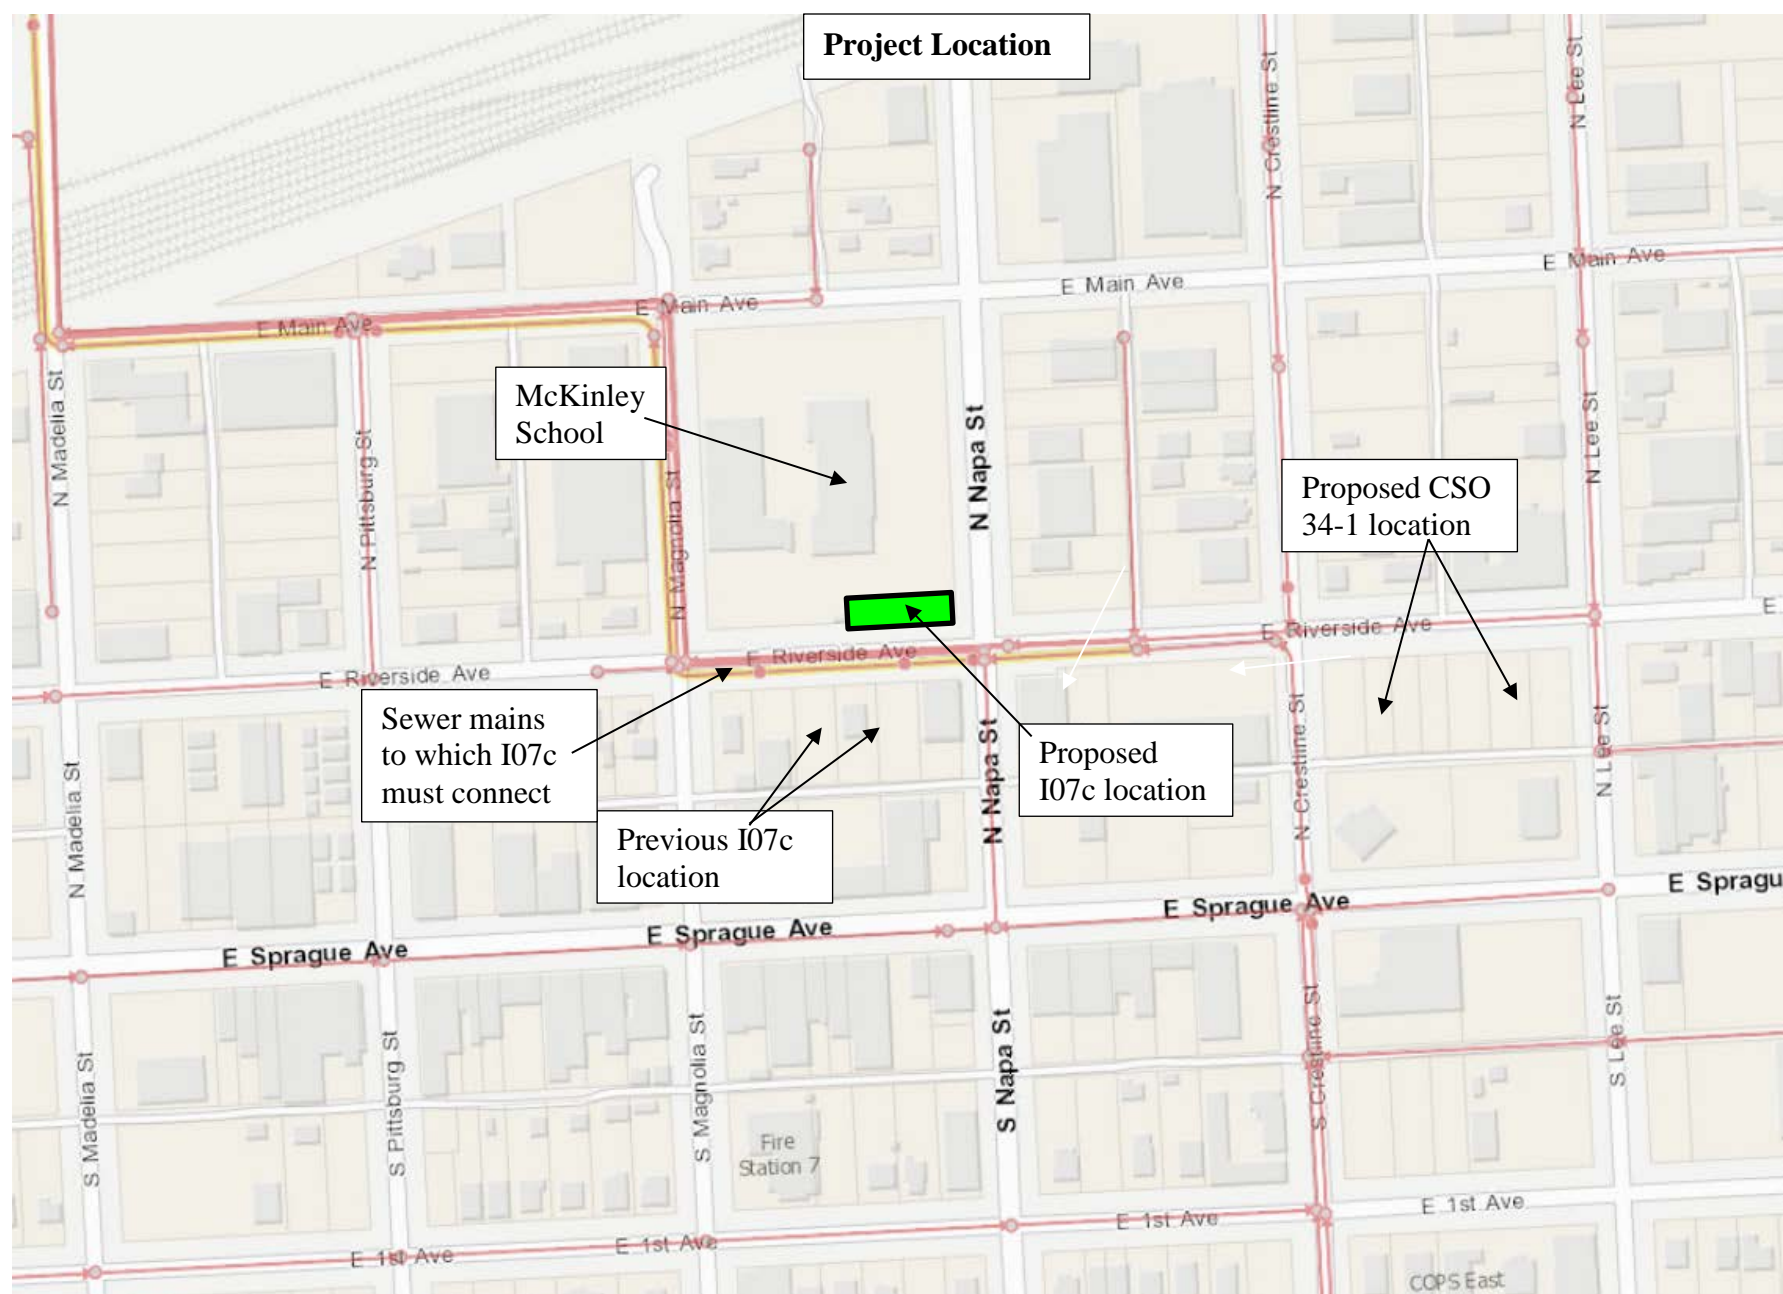 Project Location
N Crestline St
N Lee St
E Main Ave
E Main Ave
E Main Ave
E Main Ave
McKinley
School
N Madelia St
N Pittsburg St
N Magnolia St
N Napa St
N Lee St
Proposed CSO
34-1 location
E Riverside Ave
E Riverside Ave
E Riverside Ave
E
Sewer mains
to which I07c
must connect
Previous I07c
location
Proposed
I07c location
N Madelia St
N Napa St
N Crestline St
N Lee St
E Sprague Ave
E Sprague Ave
E Sprague Ave
E Spragu
S Madelia St
S Pittsburg St
S Magnolia St
S Napa St
S Crestline St
S Lee St
Fire
Station 7
E 1st Ave
E 1st Ave
E 1st Ave
E 1st Ave
COPS East